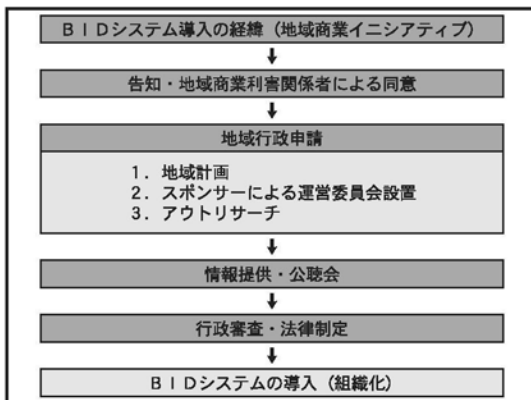 BIDシステム導入の経緯（地域商業イニシアティブ）
告知・地域商業利害関係者による同意
地域行政申請
1．地域計画
2．スポンサーによる運営委員会設置
3．アウトリサーチ
情報提供・公聴会
行政審査・法律制定
BIDシステムの導入（組織化）